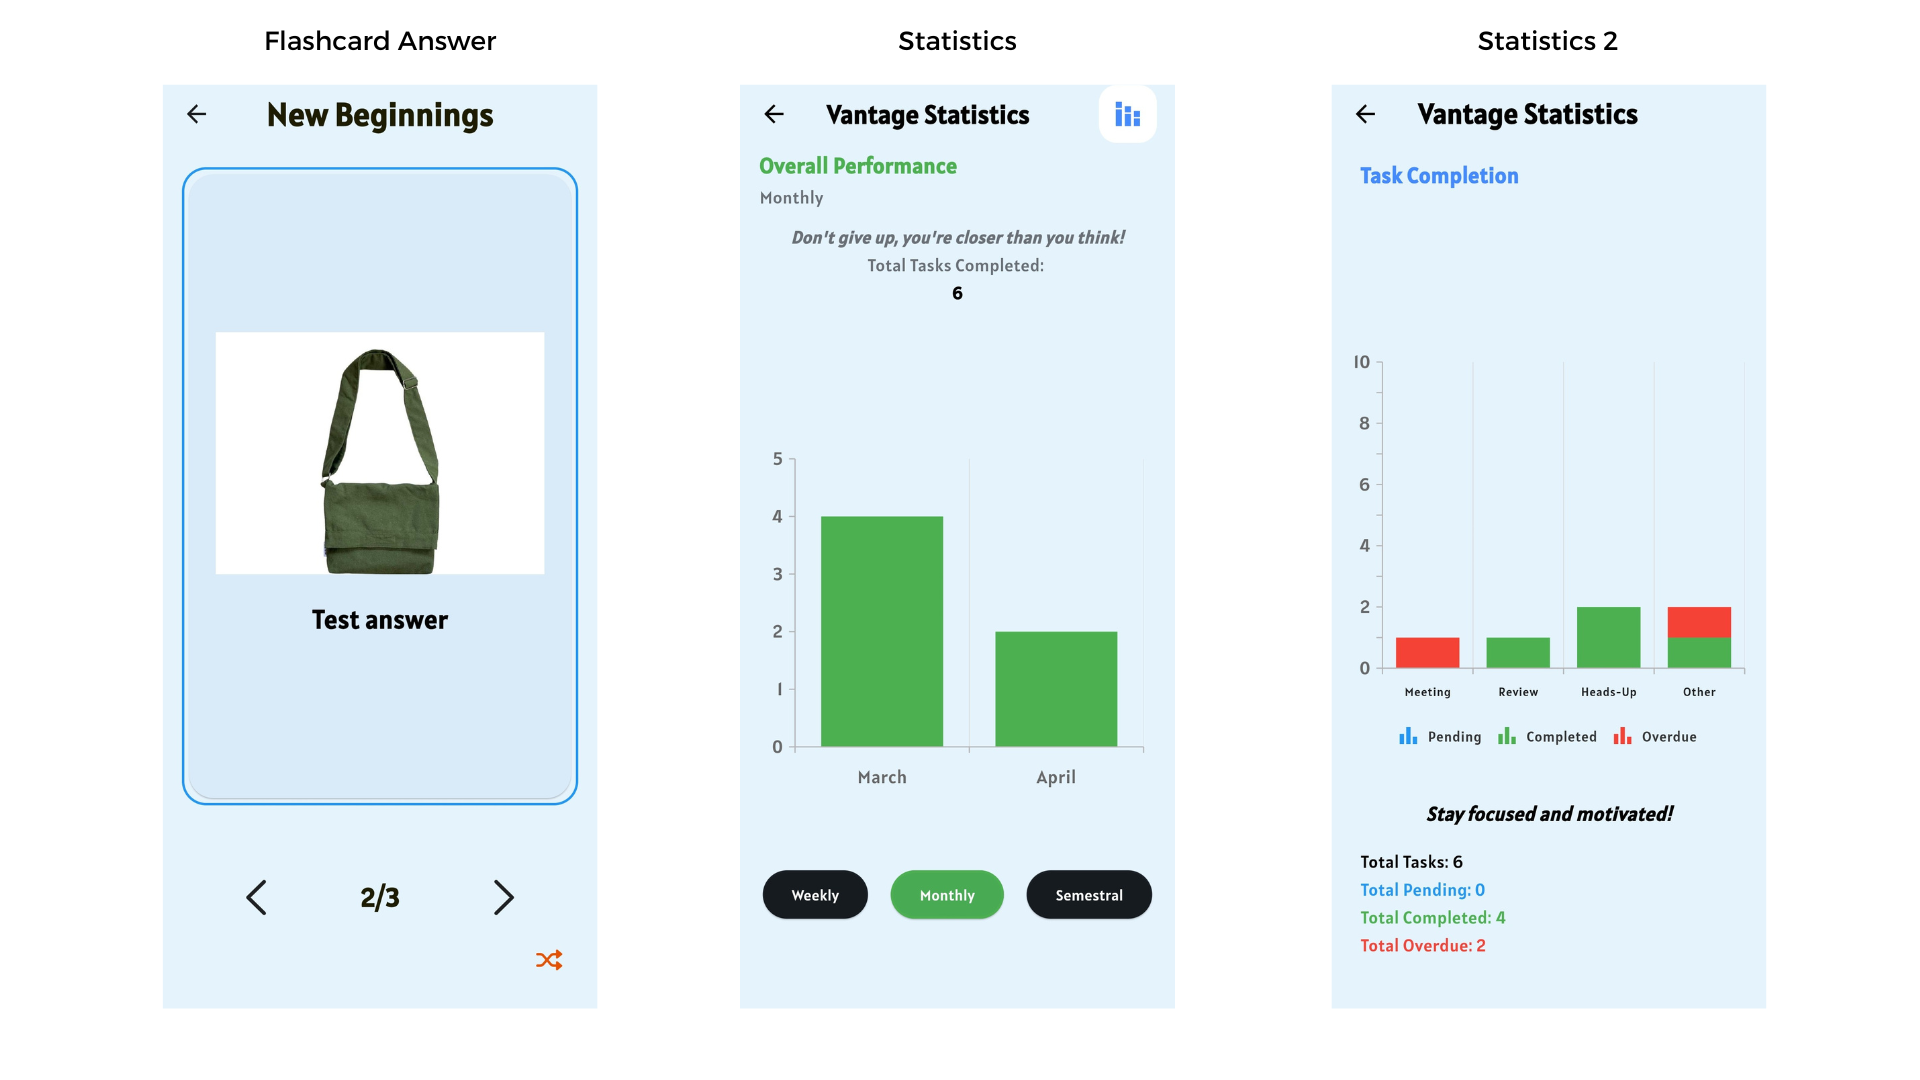 Flashcard Answer
New Beginnings
Test answer
2/3
Statistics
Vantage Statistics
Overall Performance
Monthly
Don't give up, you're closer than you think!
Total Tasks Completed:
6
5
4
3
2
1
0
March
April
Weekly
Monthly
Semestral
Statistics 2
Vantage Statistics
Task Completion
10
8
6
4
2
0
Meeting
Review
Heads-Up
Other
Pending
Completed
Overdue
Stay focused and motivated!
Total Tasks: 6
Total Pending: 0
Total Completed: 4
Total Overdue: 2